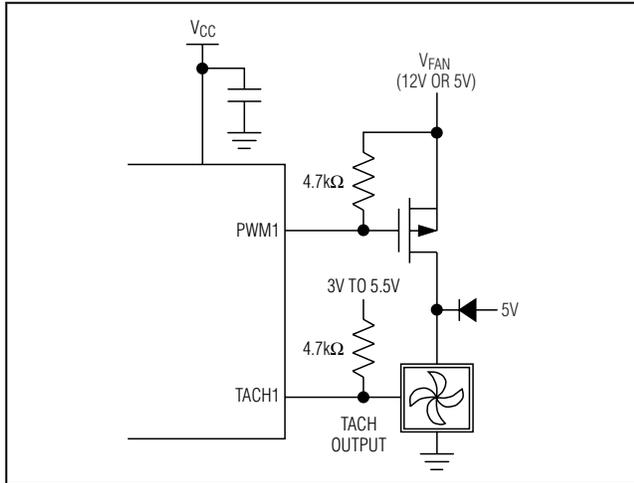 VCC
VFAN
(12V OR 5V)
4.7kΩ
PWM1
3V TO 5.5V
5V
4.7kΩ
TACH1
TACH
OUTPUT